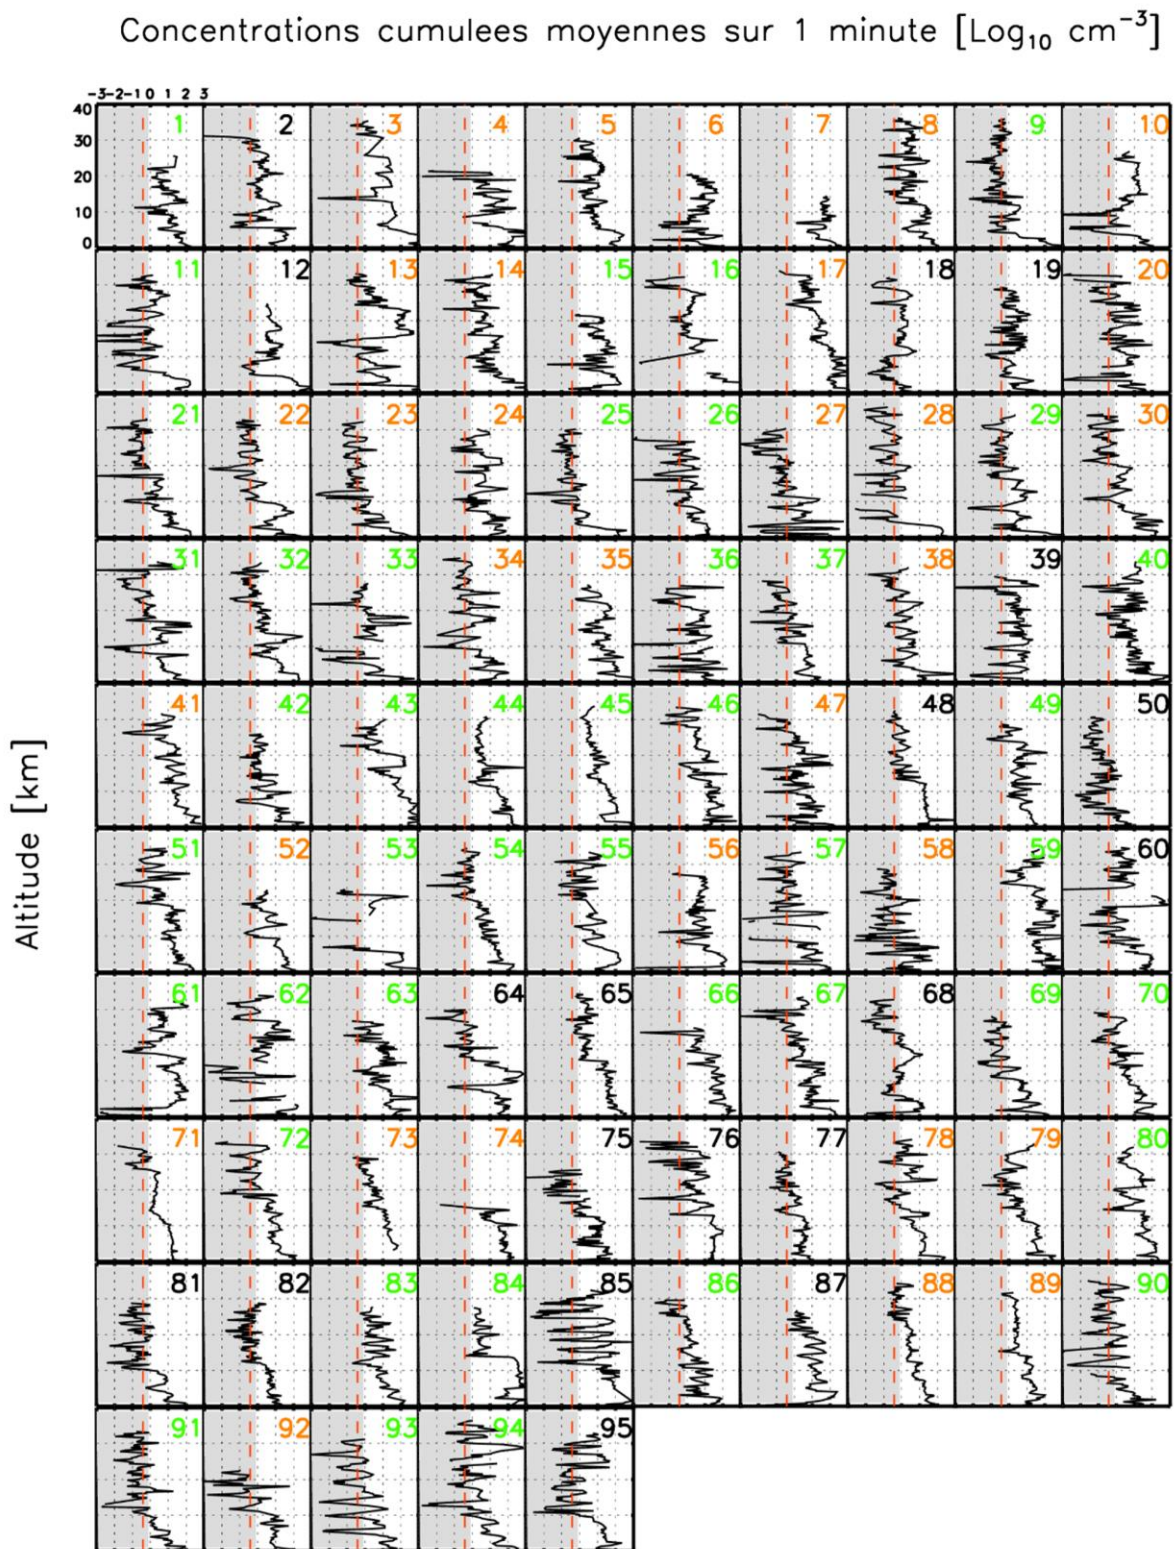 Concentrations cumulees moyennes sur 1 minute [Log₁₀ cm⁻³]
-3-2-1 0 1 2 3
40
30
20
10
0
Altitude [km]
1 2 3 4 5 6 7 8 9 10
11 12 13 14 15 16 17 18 19 20
21 22 23 24 25 26 27 28 29 30
31 32 33 34 35 36 37 38 39 40
41 42 43 44 45 46 47 48 49 50
51 52 53 54 55 56 57 58 59 60
61 62 63 64 65 66 67 68 69 70
71 72 73 74 75 76 77 78 79 80
81 82 83 84 85 86 87 88 89 90
91 92 93 94 95